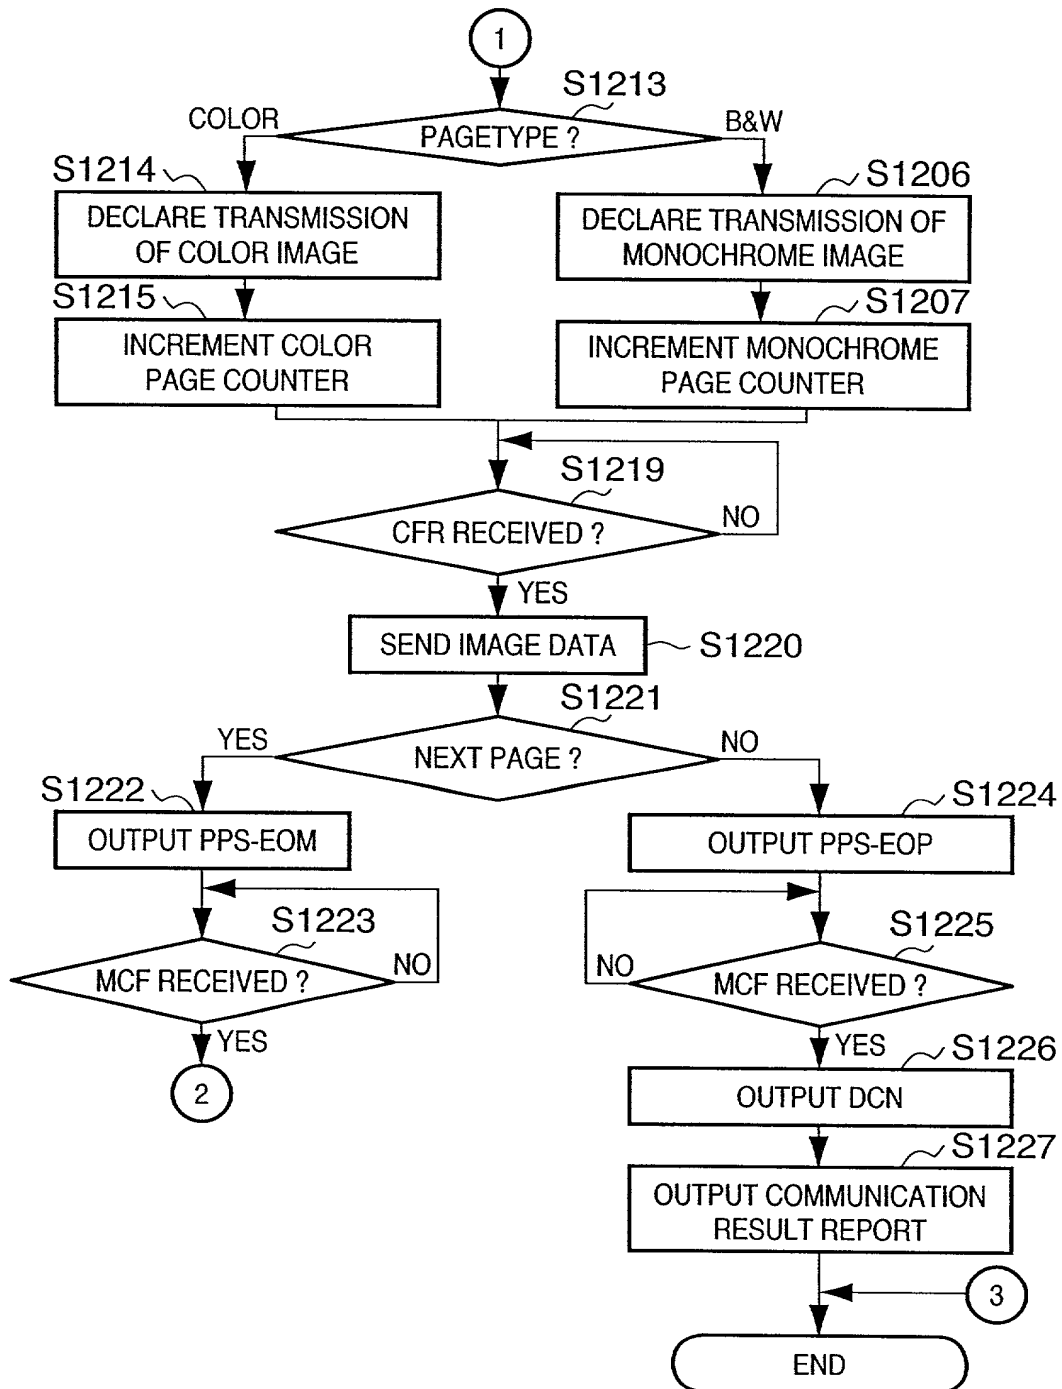 1
S1213
COLOR
PAGETYPE ?
B&W
S1214
S1206
DECLARE TRANSMISSION
OF COLOR IMAGE
DECLARE TRANSMISSION OF
MONOCHROME IMAGE
S1215
S1207
INCREMENT COLOR
PAGE COUNTER
INCREMENT MONOCHROME
PAGE COUNTER
S1219
CFR RECEIVED ?
NO
YES
SEND IMAGE DATA
S1220
S1221
YES
NEXT PAGE ?
NO
S1222
S1224
OUTPUT PPS-EOM
OUTPUT PPS-EOP
S1223
S1225
MCF RECEIVED ?
NO
NO
MCF RECEIVED ?
YES
YES
2
S1226
OUTPUT DCN
S1227
OUTPUT COMMUNICATION
RESULT REPORT
3
END